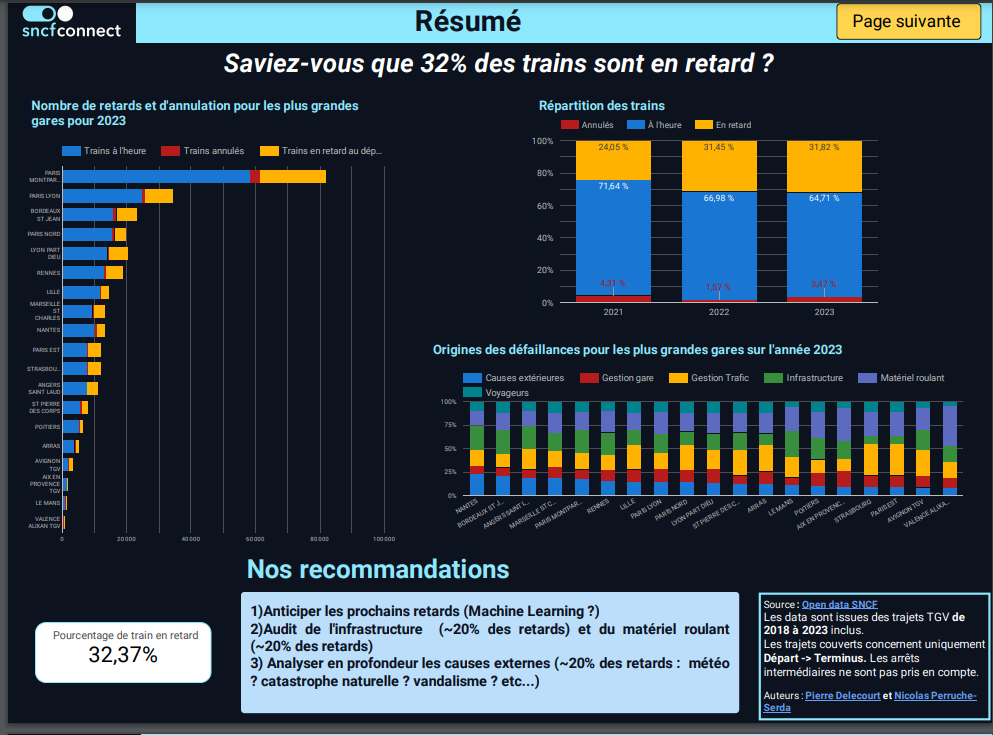 sncfconnect
Résumé
Page suivante
Saviez-vous que 32% des trains sont en retard ?
Nombre de retards et d'annulation pour les plus grandes
gares pour 2023
Trains à l'heure
Trains annulés
Trains en retard au dép...
PARIS
MONTPAR...
PARIS LYON
BORDEAUX
ST JEAN
PARIS NORD
LYON PART
DIEU
RENNES
LILLE
MARSEILLE
ST
CHARLES
NANTES
PARIS EST
STRASBOU...
ANGERS
SAINT LAUD
ST PIERRE
DES CORPS
POITIERS
ARRAS
AVIGNON
TGV
AIX EN
PROVENCE
TGV
LE MANS
VALENCE
ALIXAN TGV
0 20000 40000 60000 80000 100000
Répartition des trains
Annulés
À l'heure
En retard
100%
80%
60%
40%
20%
0%
24,05 %
31,45 %
31,82 %
71,64 %
66,98 %
64,71 %
4,31 %
1,57 %
3,47 %
2021 2022 2023
Origines des défaillances pour les plus grandes gares sur l'année 2023
Causes extérieures
Gestion gare
Gestion Trafic
Infrastructure
Matériel roulant
Voyageurs
100%
75%
50%
25%
0%
NANTES
BORDEAUX ST J...
ANGERS SAINT L...
MARSEILLE ST C...
PARIS MONTPAR...
RENNES
LILLE
PARIS LYON
PARIS NORD
LYON PART DIEU
ST PIERRE DES C...
ARRAS
LE MANS
POITIERS
AIX EN PROVENC...
STRASBOURG
PARIS EST
AVIGNON TGV
VALENCE ALIXA...
Nos recommandations
Pourcentage de train en retard
32,37%
1)Anticiper les prochains retards (Machine Learning ?)
2)Audit de l'infrastructure (~20% des retards) et du matériel roulant
(~20% des retards)
3) Analyser en profondeur les causes externes (~20% des retards : météo
? catastrophe naturelle ? vandalisme ? etc...)
Source : Open data SNCF
Les data sont issues des trajets TGV de
2018 à 2023 inclus.
Les trajets couverts concernent uniquement
Départ -> Terminus. Les arrêts
intermédiaires ne sont pas pris en compte.
Auteurs : Pierre Delecourt et Nicolas Perruche-
Serda